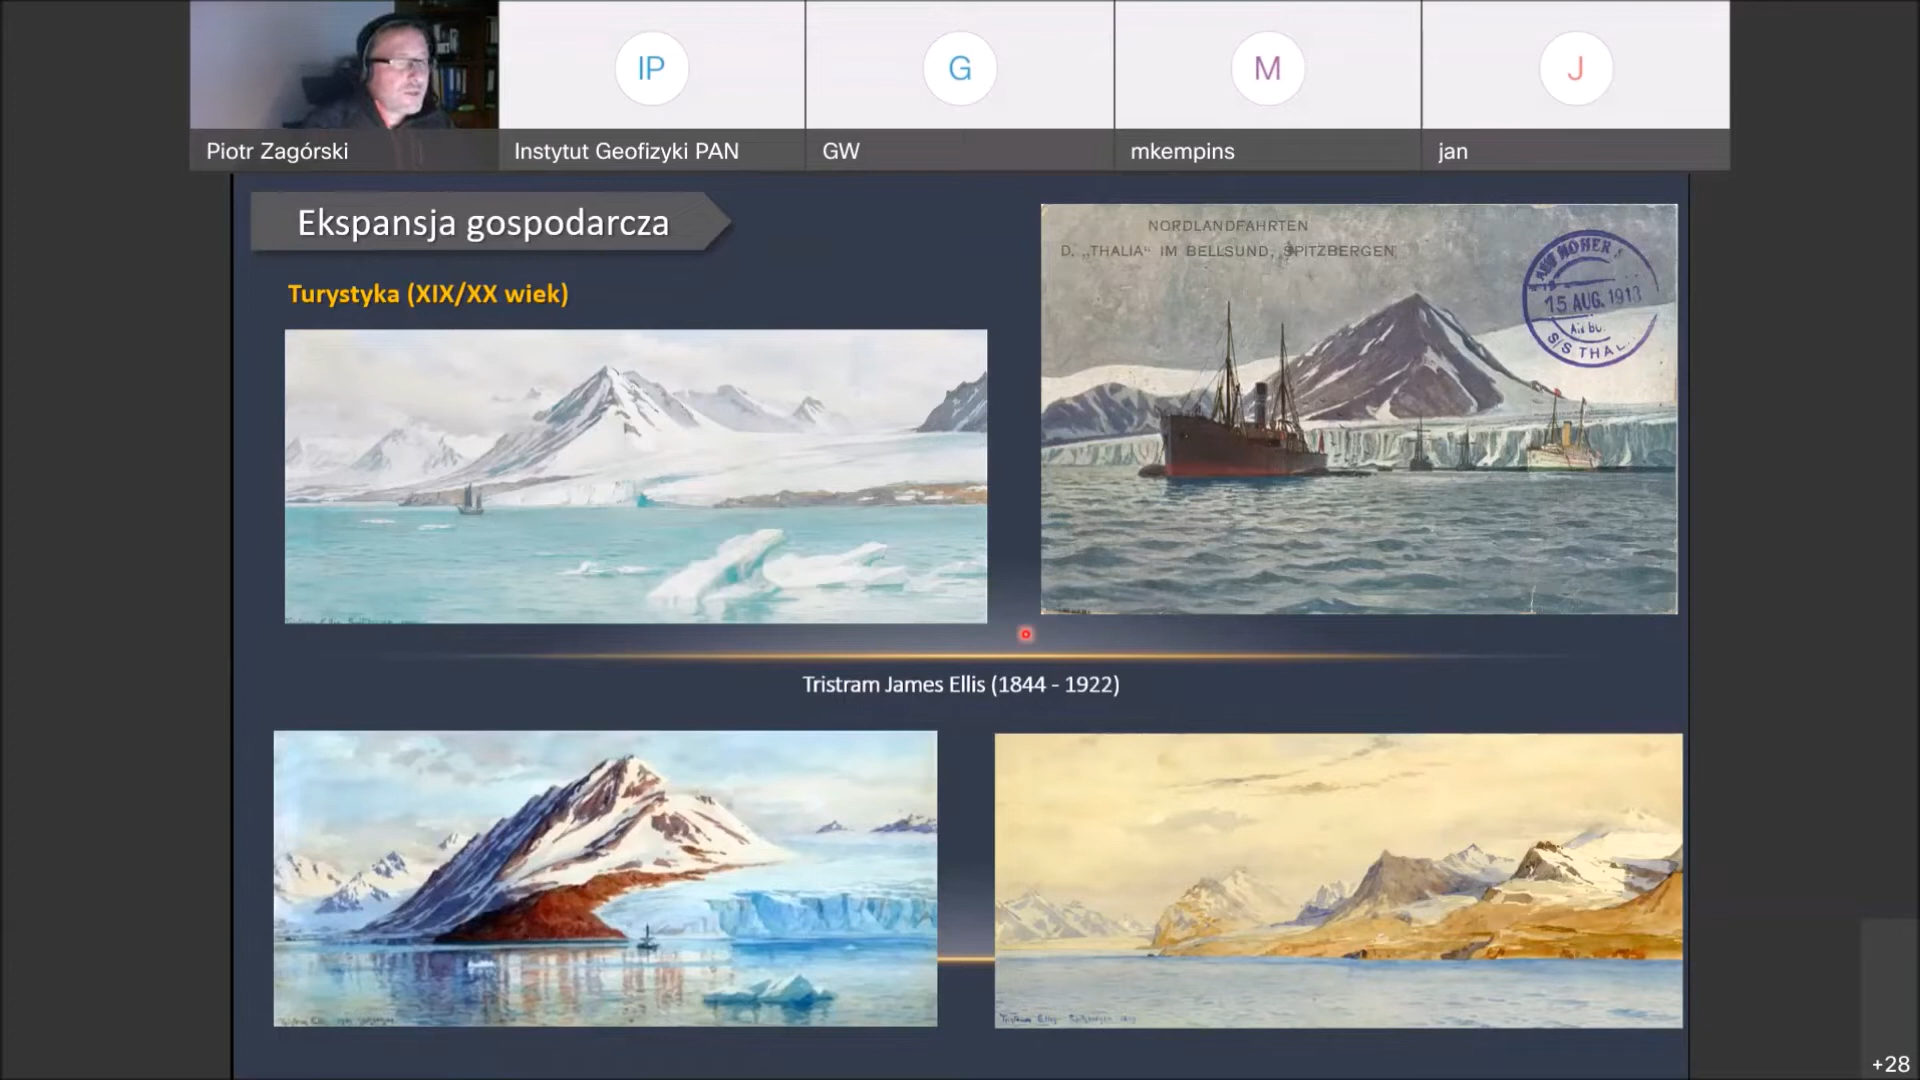 IP
G
M
J
Piotr Zagórski
Instytut Geofizyki PAN
GW
mkempins
jan
Ekspansja gospodarcza
Turystyka (XIX/XX wiek)
NORDLANDFAHRTEN
D. „THALIA“ IM BELLSUND, SPITZBERGEN
15 AUG. 1913
S/S THAL
Tristram James Ellis (1844 - 1922)
+28